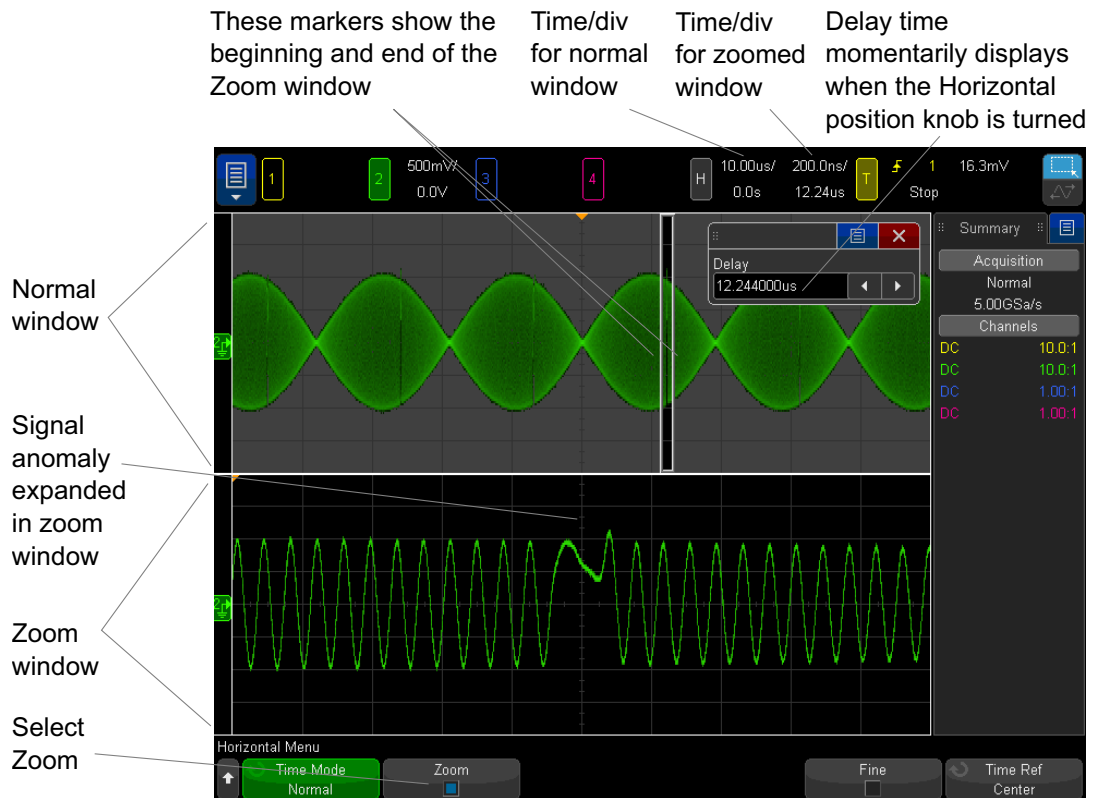 These markers show the
beginning and end of the
Zoom window
Time/div
for normal
window
Time/div
for zoomed
window
Delay time
momentarily displays
when the Horizontal
position knob is turned
1
2
500mV/
0.0V
3
4
H
10.00us/
0.0s
200.0ns/
12.24us
T
1
Stop
16.3mV
Normal
window
Signal
anomaly
expanded
in zoom
window
Zoom
window
Select
Zoom
Delay
12.244000us
Summary
Acquisition
Normal
5.00GSa/s
Channels
DC 10.0:1
DC 10.0:1
DC 1.00:1
DC 1.00:1
2
2
Horizontal Menu
Time Mode
Normal
Zoom
Fine
Time Ref
Center